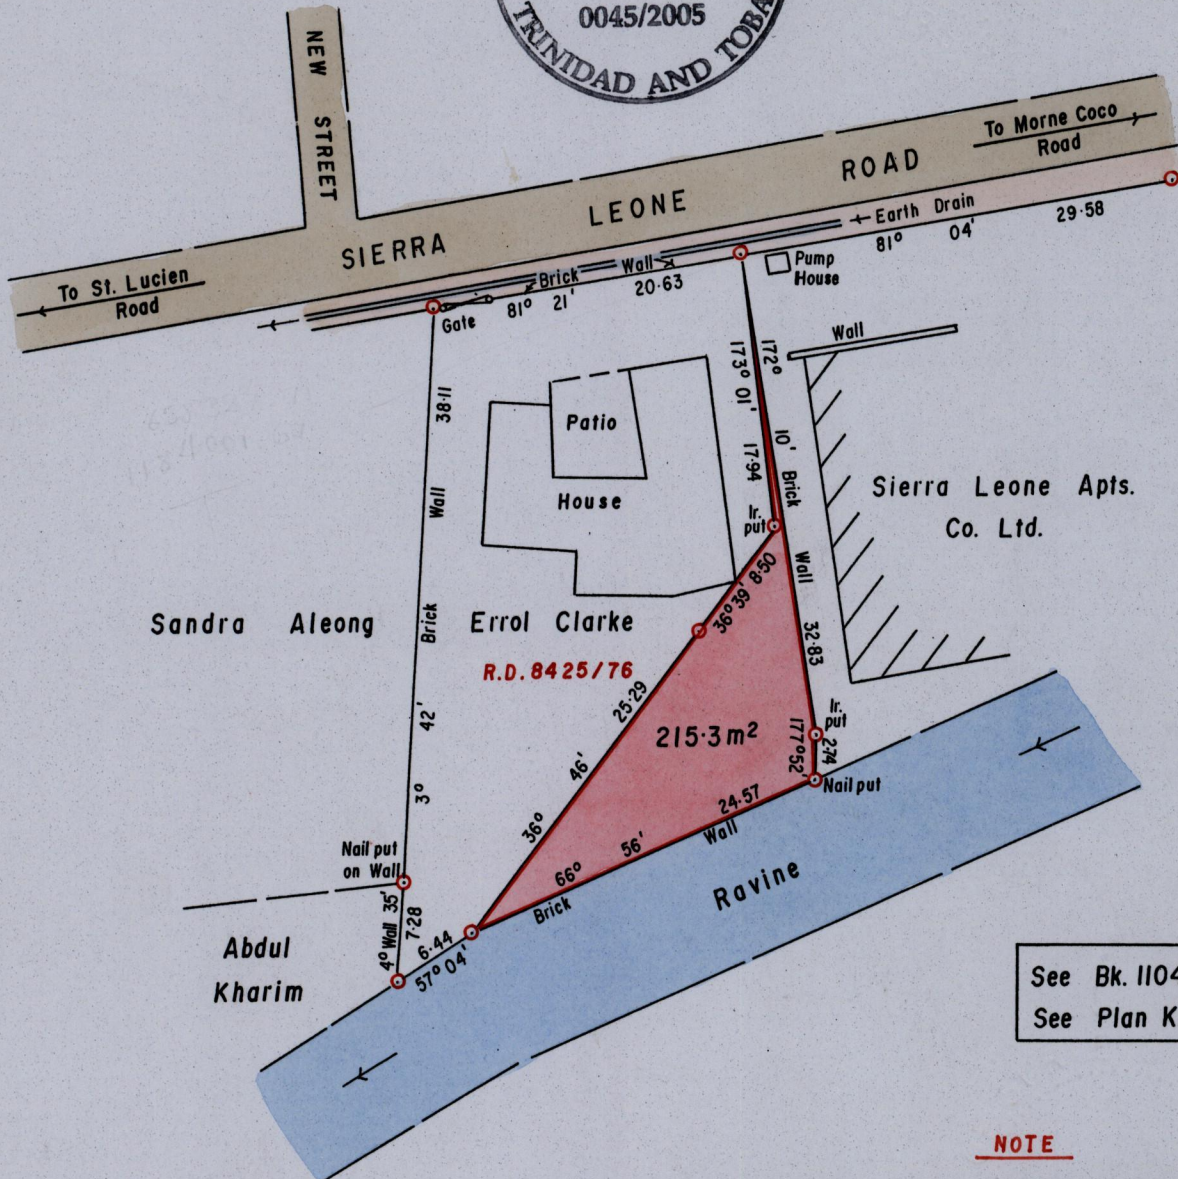 0045/2005
TRINIDAD AND TOBA
NEW STREET
To Morne Coco
Road
SIERRA LEONE ROAD
To St. Lucien
Road
Earth Drain
81° 04' 29·58
Brick Wall
81° 21' 20·63
Gate
Pump
House
Wall
173° 01' 17·94
172° 10' Brick Wall 32·83
Patio
House
Ir.
put
Sierra Leone Apts.
Co. Ltd.
3° 42' Brick Wall 38·11
Sandra Aleong
Errol Clarke
R.D. 8425/76
36° 39' 8·50
36° 46' 25·29
215·3 m²
Ir.
put
177° 52' 2·74
Nail put
66° 56' 24·57
Brick Wall
Ravine
Nail put
on Wall
4° Wall 35'
7·28
6·44
57° 04'
Abdul
Kharim
See Bk. 1104
See Plan K
NOTE